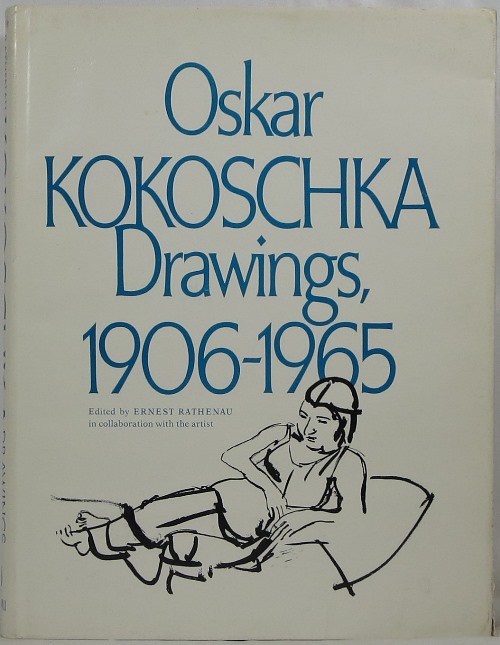 Oskar
KOKOSCHKA
Drawings,
1906-1965
Edited by ERNEST RATHENAU
in collaboration with the artist